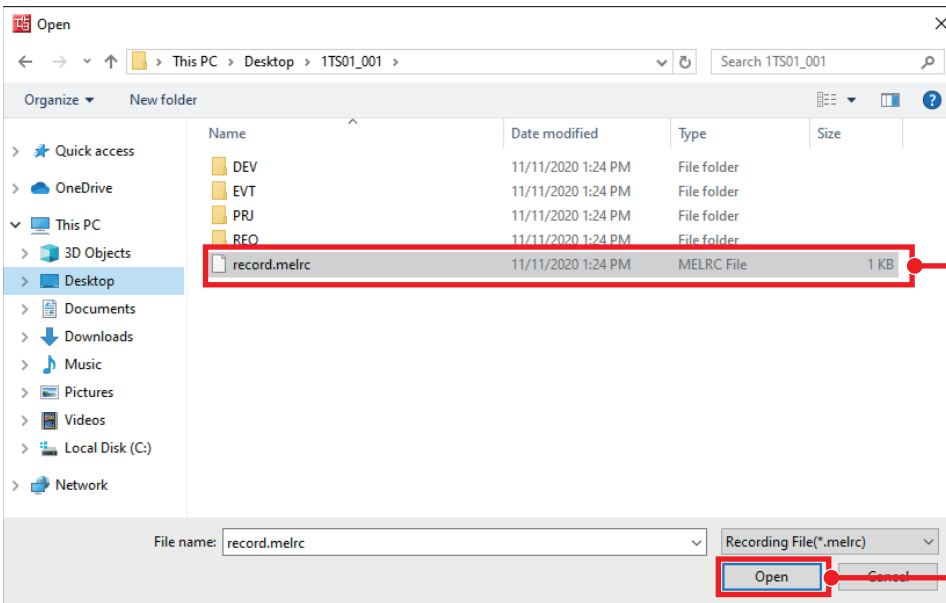 Open
This PC > Desktop > 1TS01_001 >
Search 1TS01_001
Organize
New folder
Name Date modified Type Size
Quick access
OneDrive
This PC
3D Objects
Desktop
Documents
Downloads
Music
Pictures
Videos
Local Disk (C:)
Network
DEV 11/11/2020 1:24 PM File folder
EVT 11/11/2020 1:24 PM File folder
PRJ 11/11/2020 1:24 PM File folder
REQ 11/11/2020 1:24 PM File folder
record.melrc 11/11/2020 1:24 PM MELRC File 1 KB
File name: record.melrc Recording File(*.melrc)
Open Cancel